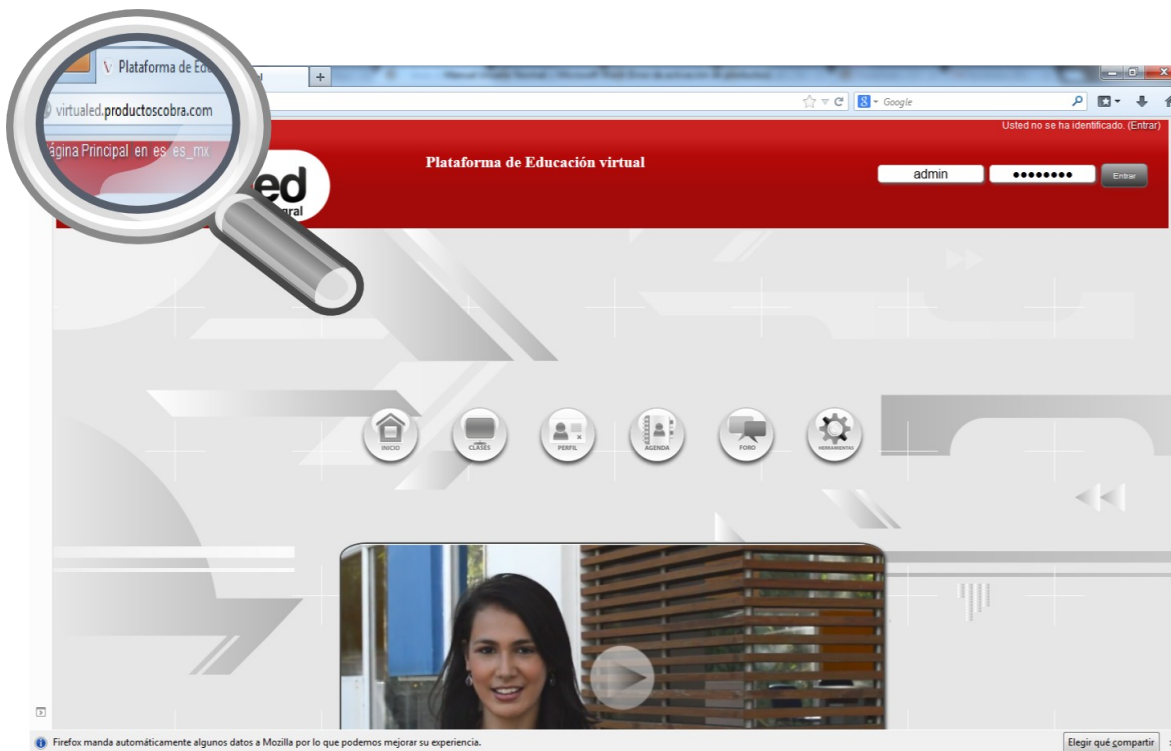 Plataforma de Edu
+
virtualed.productoscobra.com
Google
Usted no se ha identificado. (Entrar)
ágina Principal en es es_mx
Plataforma de Educación virtual
admin
••••••••
Entrar
ed
gral
INICIO
CLASES
PERFIL
AGENDA
FORO
HERRAMIENTAS
Firefox manda automáticamente algunos datos a Mozilla por lo que podemos mejorar su experiencia.
Elegir qué compartir